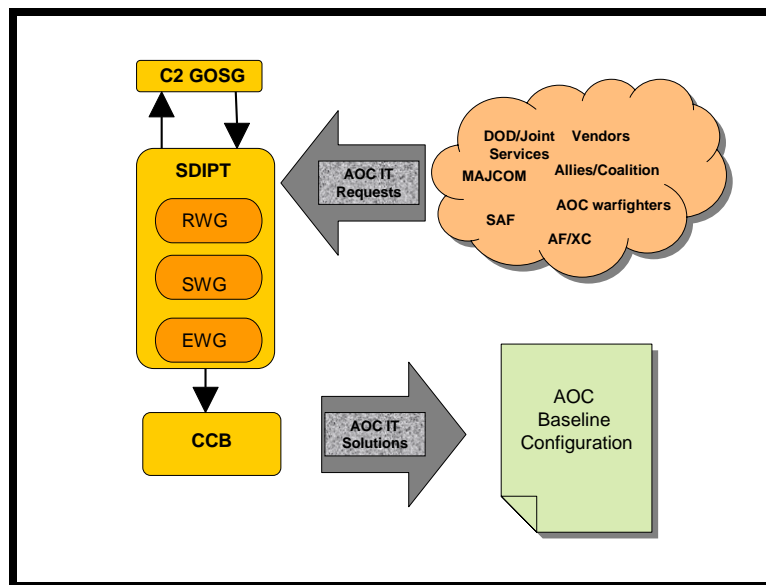 C2 GOSG
SDIPT
RWG
SWG
EWG
CCB
AOC IT
Requests
DOD/Joint
Services
Vendors
MAJCOM
Allies/Coalition
AOC warfighters
SAF
AF/XC
AOC IT
Solutions
AOC
Baseline
Configuration